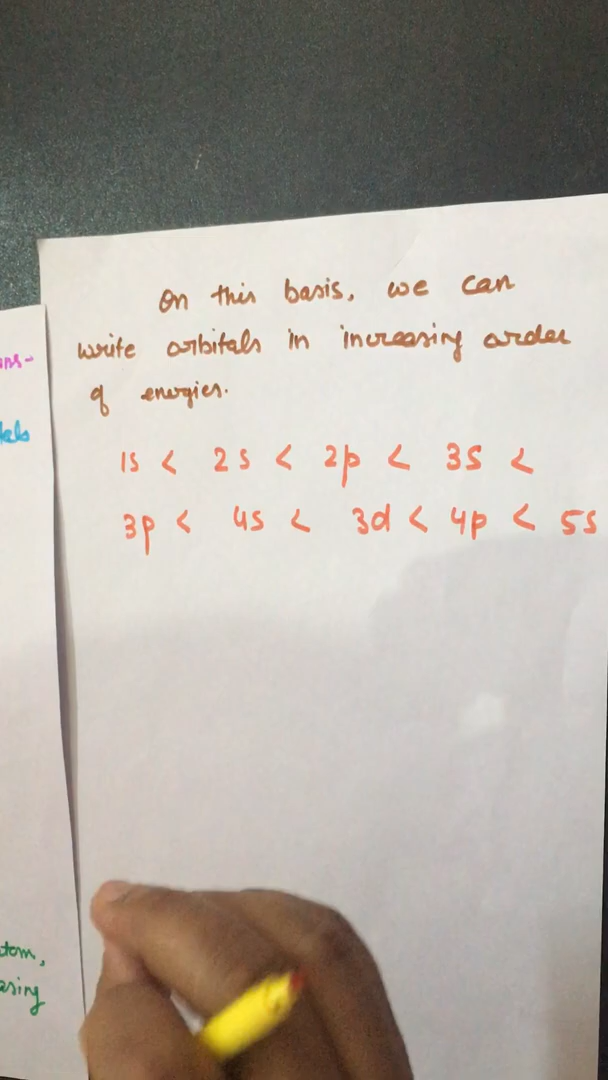 On this basis, we can
write orbitals in increasing order
of energies.
1s < 2s < 2p < 3s <
3p < 4s < 3d < 4p < 5s